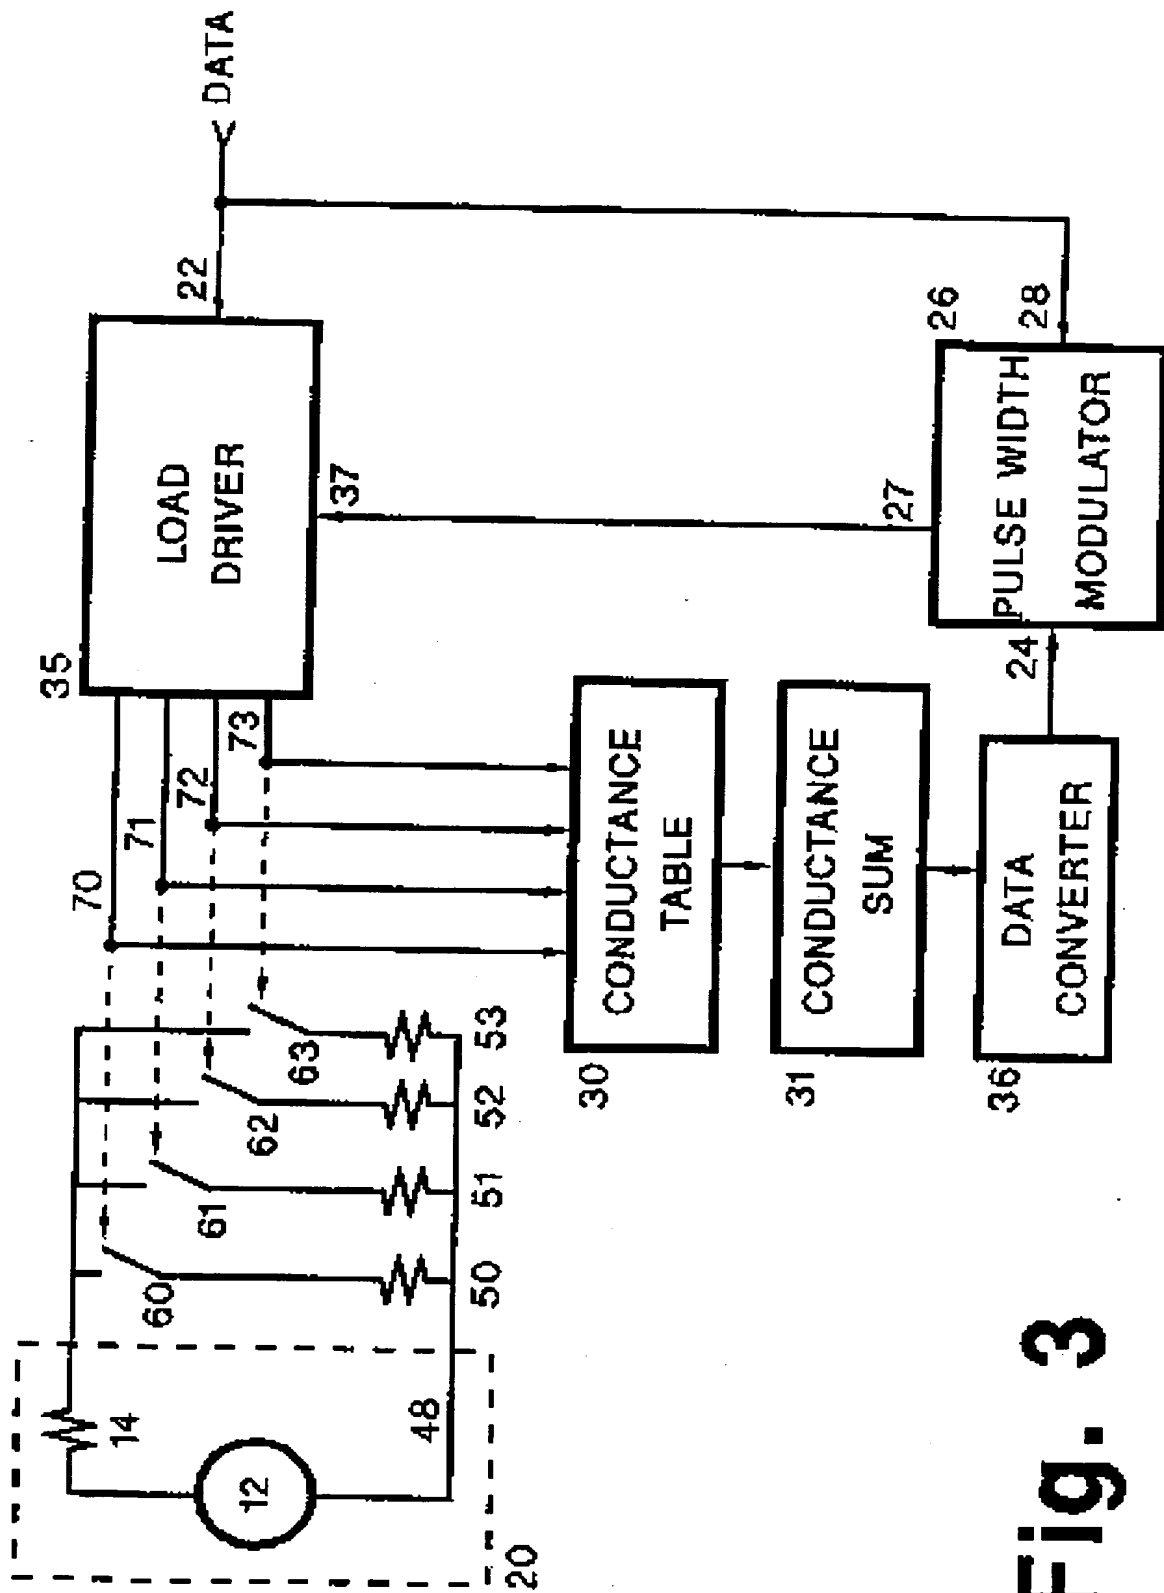 20
12
14
48
60
61
62
63
50
51
52
53
70
71
72
73
35
LOAD
DRIVER
37
22
DATA
30
CONDUCTANCE
TABLE
31
CONDUCTANCE
SUM
36
DATA
CONVERTER
24
PULSE WIDTH
MODULATOR
27
26
28
Fig. 3